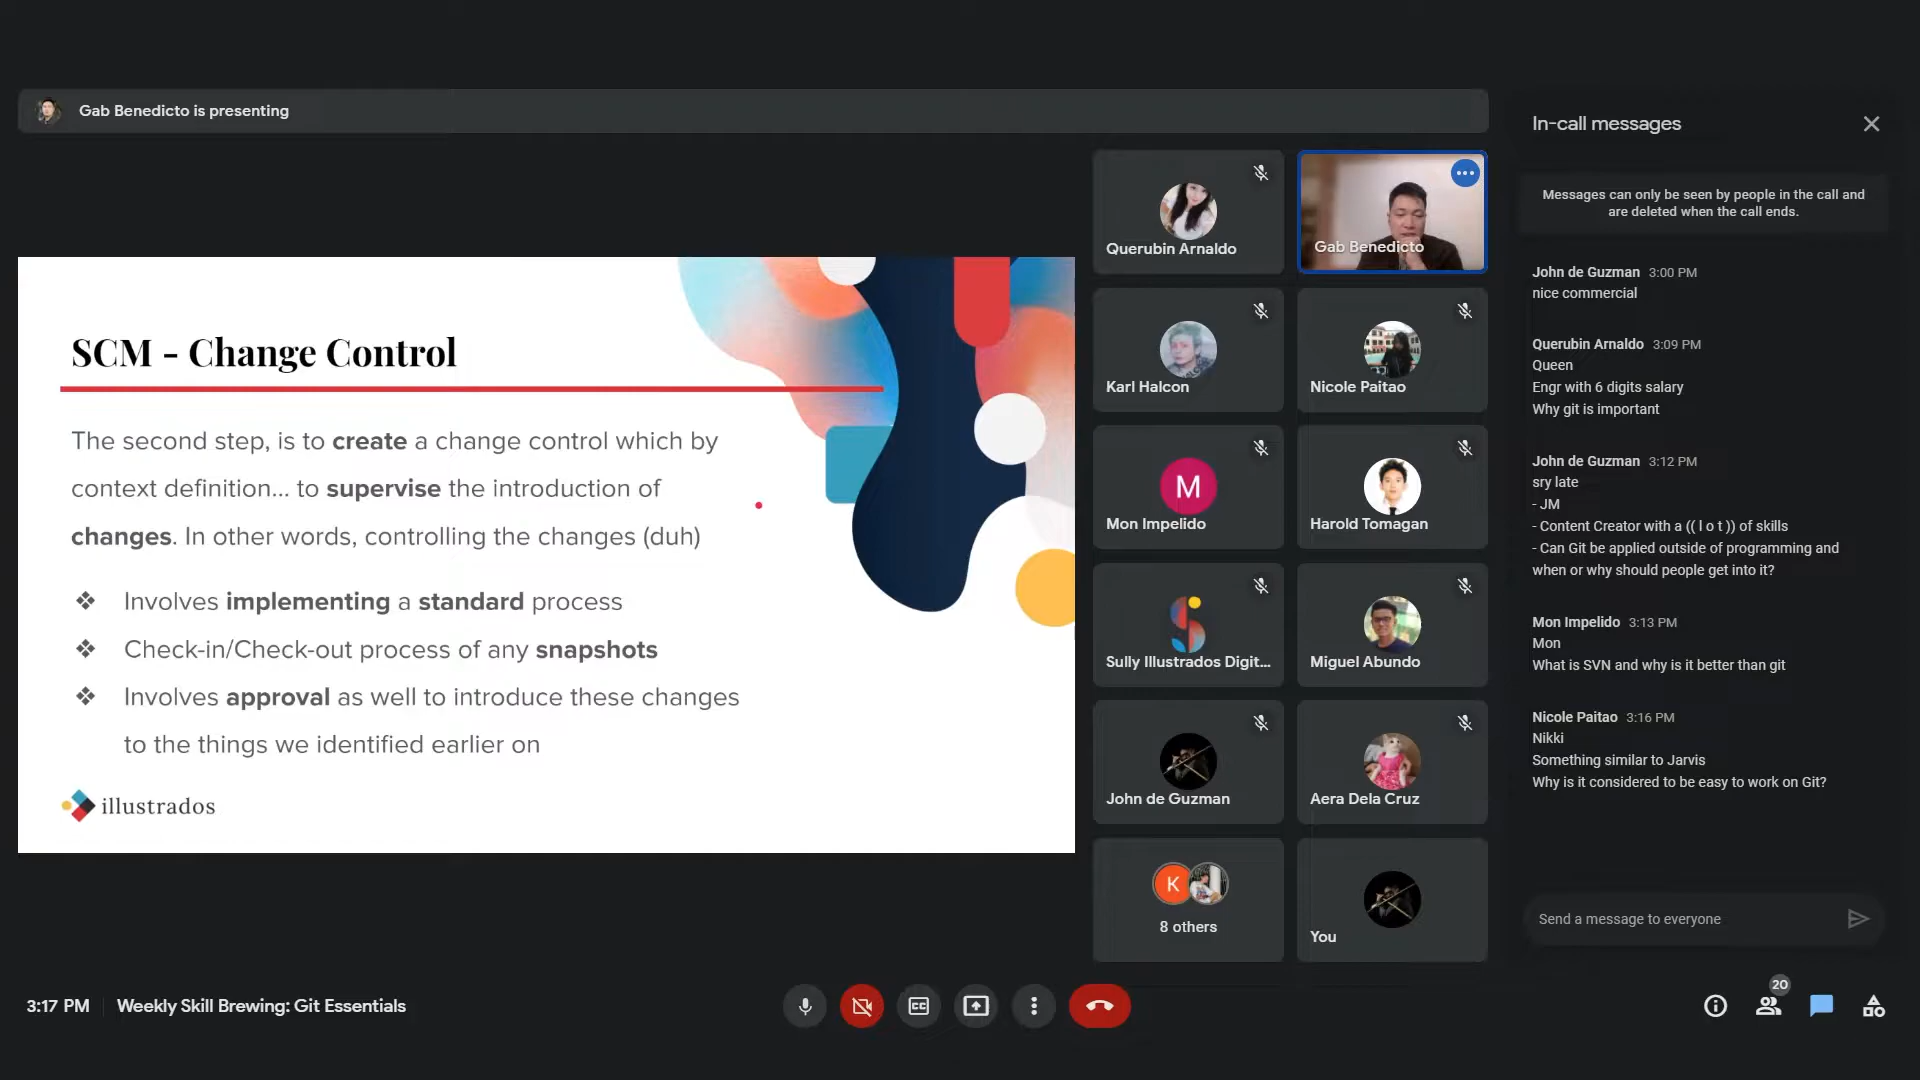 Gab Benedicto is presenting
SCM - Change Control
The second step, is to create a change control which by
context definition... to supervise the introduction of
changes. In other words, controlling the changes (duh)
❖ Involves implementing a standard process
❖ Check-in/Check-out process of any snapshots
❖ Involves approval as well to introduce these changes
to the things we identified earlier on
illustrados
Querubin Arnaldo
Gab Benedicto
Karl Halcon
Nicole Paitao
M
Mon Impelido
Harold Tomagan
Sully Illustrados Digit...
Miguel Abundo
John de Guzman
Aera Dela Cruz
K
8 others
You
In-call messages
Messages can only be seen by people in the call and
are deleted when the call ends.
John de Guzman 3:00 PM
nice commercial
Querubin Arnaldo 3:09 PM
Queen
Engr with 6 digits salary
Why git is important
John de Guzman 3:12 PM
sry late
- JM
- Content Creator with a (( l o t )) of skills
- Can Git be applied outside of programming and
when or why should people get into it?
Mon Impelido 3:13 PM
Mon
What is SVN and why is it better than git
Nicole Paitao 3:16 PM
Nikki
Something similar to Jarvis
Why is it considered to be easy to work on Git?
Send a message to everyone
3:17 PM | Weekly Skill Brewing: Git Essentials
CC
20